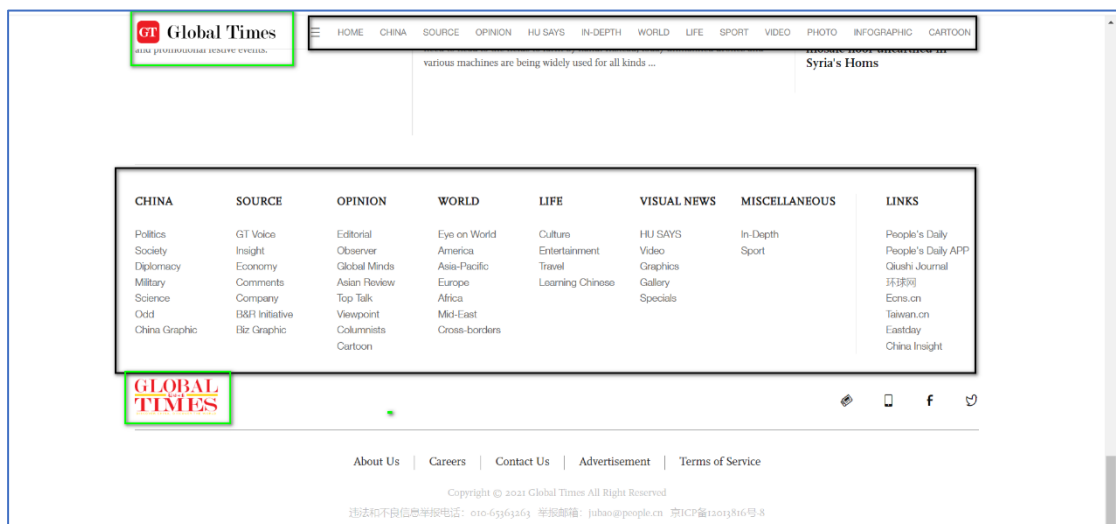 GT Global Times
HOME CHINA SOURCE OPINION HU SAYS IN-DEPTH WORLD LIFE SPORT VIDEO PHOTO INFOGRAPHIC CARTOON
and promotional festive events.
various machines are being widely used for all kinds ...
mosaic floor unearthed in
Syria's Homs
CHINA
Politics
Society
Diplomacy
Military
Science
Odd
China Graphic
SOURCE
GT Voice
Insight
Economy
Comments
Company
B&R Initiative
Biz Graphic
OPINION
Editorial
Observer
Global Minds
Asian Review
Top Talk
Viewpoint
Columnists
Cartoon
WORLD
Eye on World
America
Asia-Pacific
Europe
Africa
Mid-East
Cross-borders
LIFE
Culture
Entertainment
Travel
Learning Chinese
VISUAL NEWS
HU SAYS
Video
Graphics
Gallery
Specials
MISCELLANEOUS
In-Depth
Sport
LINKS
People's Daily
People's Daily APP
Qiushi Journal
环球网
Ecns.cn
Taiwan.cn
Eastday
China Insight
GLOBAL
TIMES
About Us | Careers | Contact Us | Advertisement | Terms of Service
Copyright © 2021 Global Times All Right Reserved
违法和不良信息举报电话：010-65363263 举报邮箱：jubao@people.cn 京ICP备12013816号-8